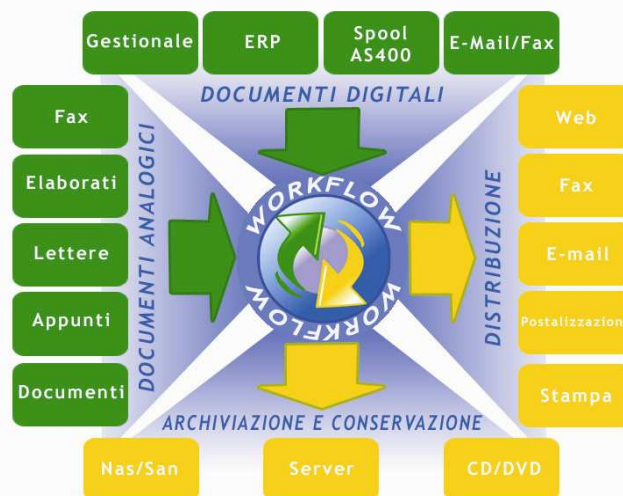 Gestionale
ERP
Spool
AS400
E-Mail/Fax
DOCUMENTI DIGITALI
Fax
Elaborati
Lettere
Appunti
Documenti
DOCUMENTI ANALOGICI
WORKFLOW
WORKFLOW
DISTRIBUZIONE
Web
Fax
E-mail
Postalizzazion
Stampa
ARCHIVIAZIONE E CONSERVAZIONE
Nas/San
Server
CD/DVD